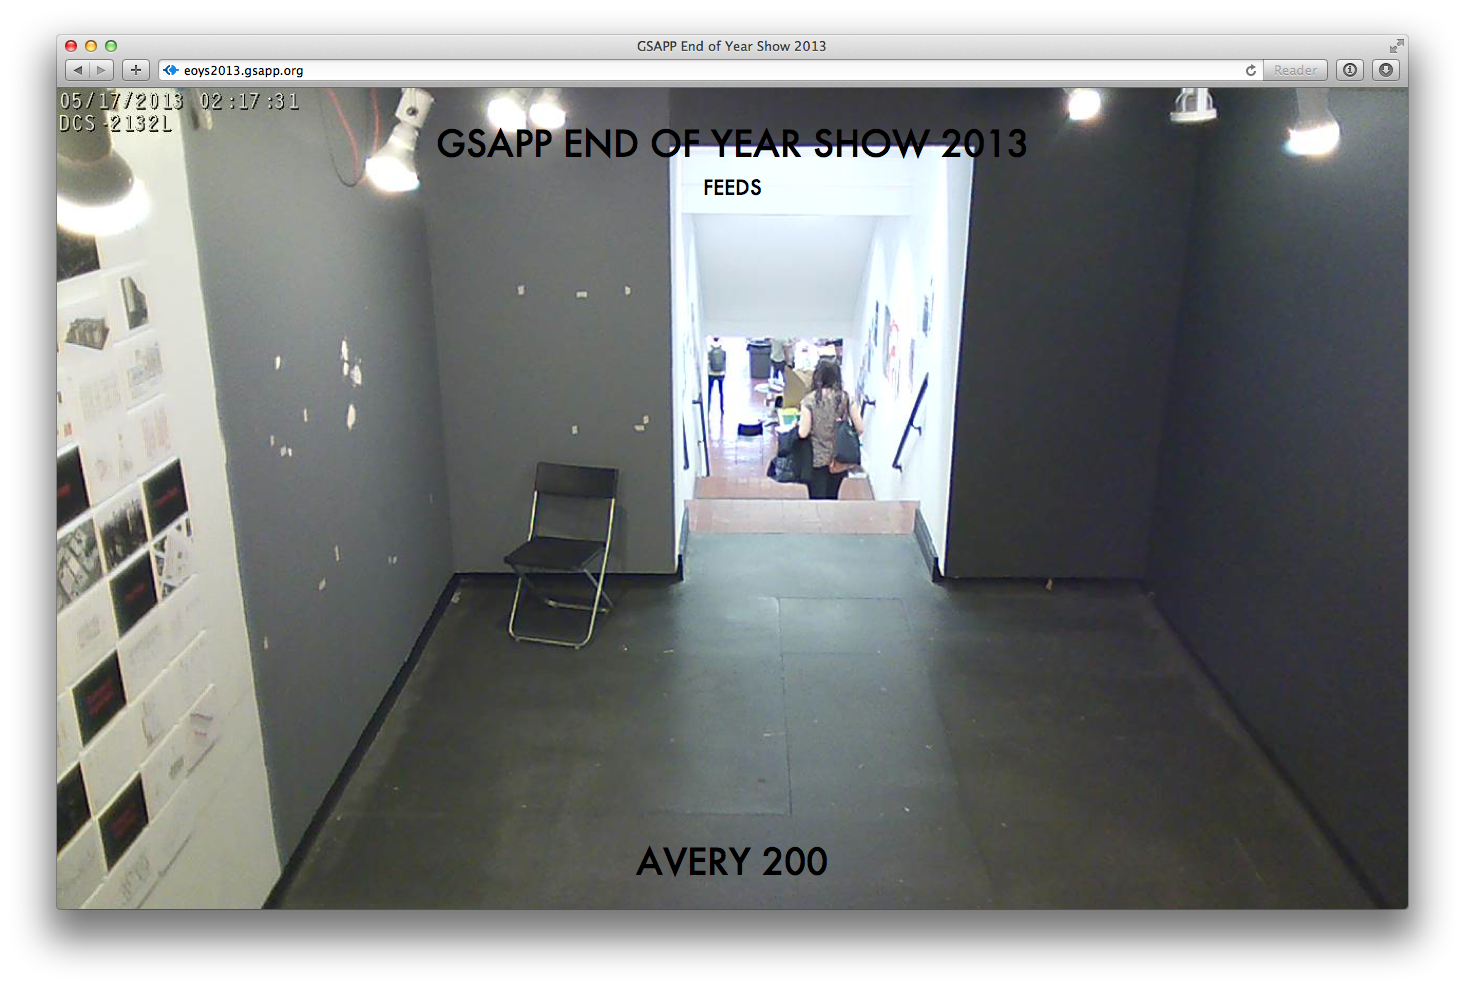 GSAPP End of Year Show 2013
eoys2013.gsapp.org
Reader
05/17/2013 02:17:31
DCS-2132L
GSAPP END OF YEAR SHOW 2013
FEEDS
AVERY 200